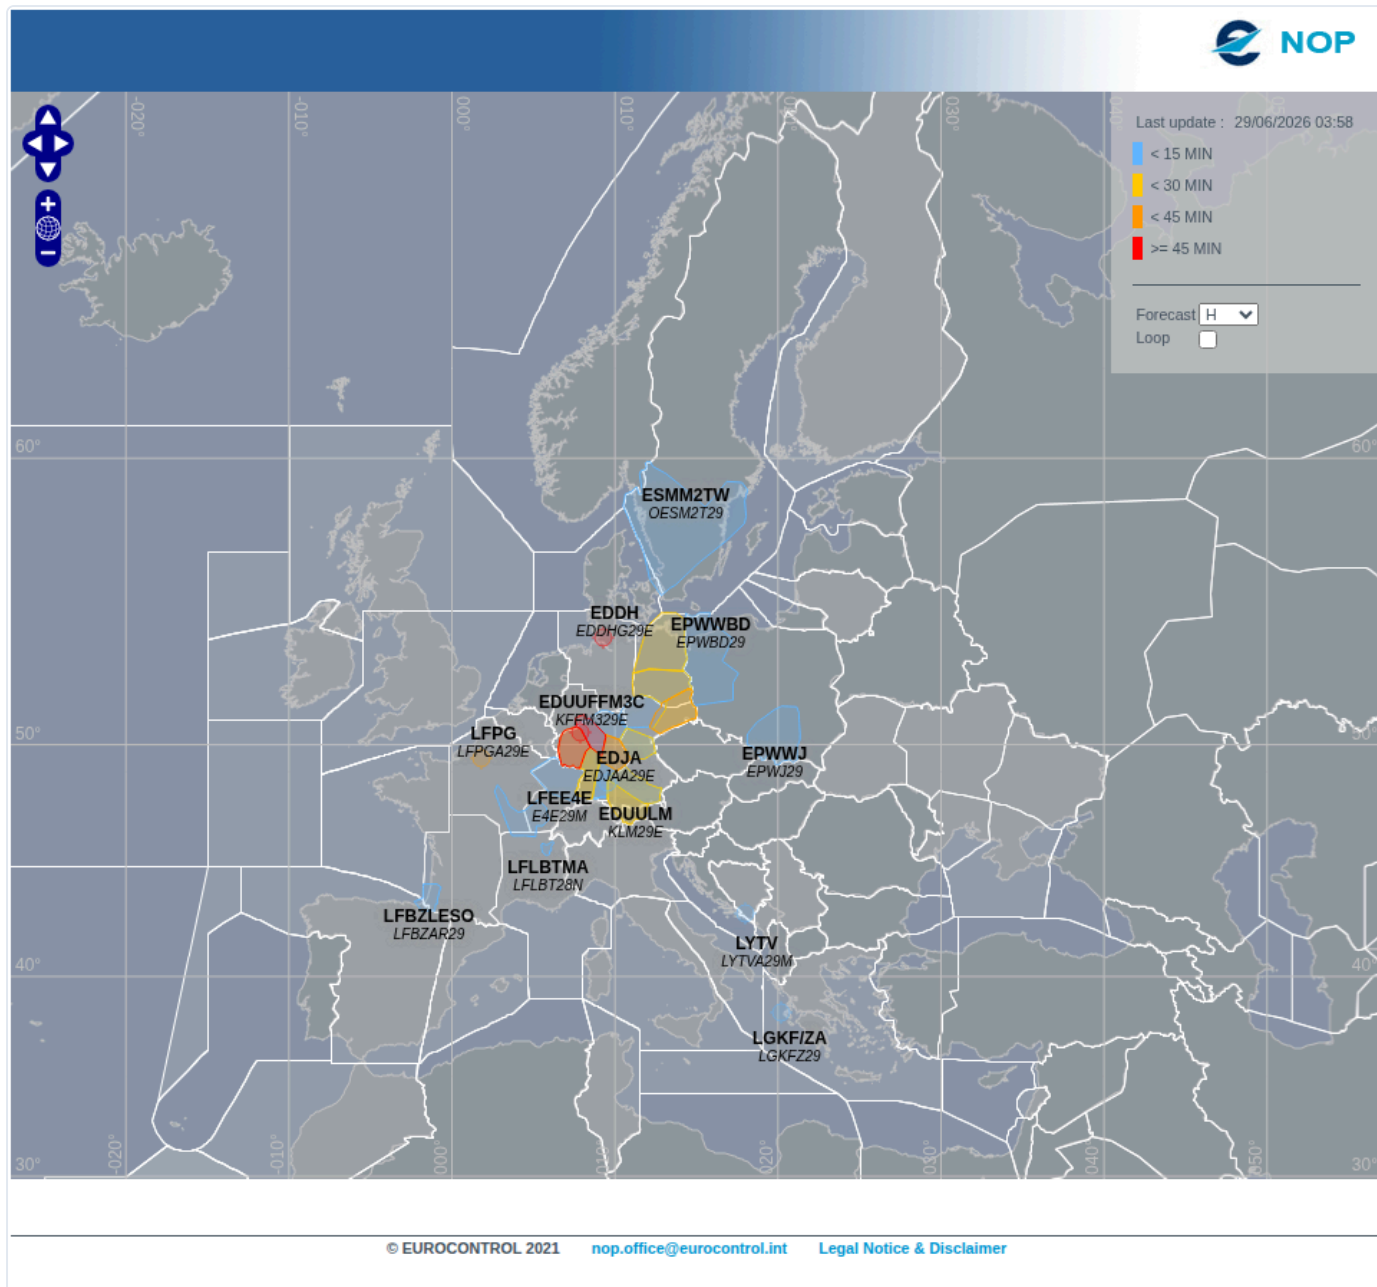 NOP
-020°
-010°
000°
010°
020°
030°
040°
050°
Last update : 29/06/2026 03:58
< 15 MIN
< 30 MIN
< 45 MIN
>= 45 MIN
Forecast H
Loop
60°
60°
ESMM2TW
OESM2T29
EDDH
EDDHG29E
EPWWBD
EPWBD29
EDUUFFM3C
KFFM329E
50°
50°
LFPG
LFPGA29E
EDJA
EDJAA29E
EPWWJ
EPWJ29
LFEE4E
E4E29M
EDUULM
KLM29E
LFLBTMA
LFLBT28N
LFBZLESO
LFBZAR29
LYTV
LYTVA29M
40°
40°
LGKF/ZA
LGKFZ29
30°
-020°
-010°
000°
010°
020°
030°
040°
050°
30°
© EUROCONTROL 2021 nop.office@eurocontrol.int Legal Notice & Disclaimer